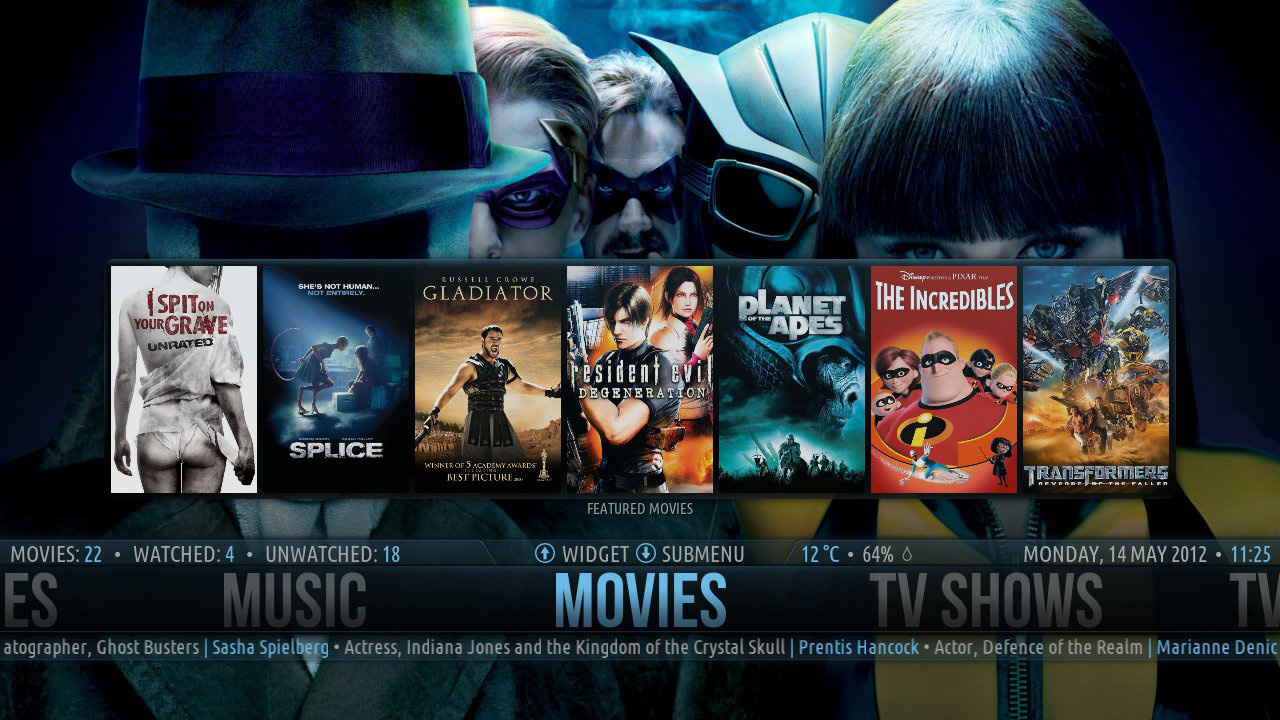 I SPIT ON
YOUR GRAVE
UNRATED
SHE'S NOT HUMAN...
NOT ENTIRELY.
SPLICE
RUSSELL CROWE
GLADIATOR
WINNER OF 5 ACADEMY AWARDS
INCLUDING
BEST PICTURE
resident evil
DEGENERATION
PLANET
OF THE
APES
Disney PRESENTS A PIXAR FILM
THE INCREDIBLES
TRANSFORMERS
REVENGE OF THE FALLEN
FEATURED MOVIES
MOVIES: 22 • WATCHED: 4 • UNWATCHED: 18 WIDGET SUBMENU 12 °C • 64% MONDAY, 14 MAY 2012 • 11:25
ES MUSIC MOVIES TV SHOWS TV
atographer, Ghost Busters | Sasha Spielberg • Actress, Indiana Jones and the Kingdom of the Crystal Skull | Prentis Hancock • Actor, Defence of the Realm | Marianne Denic